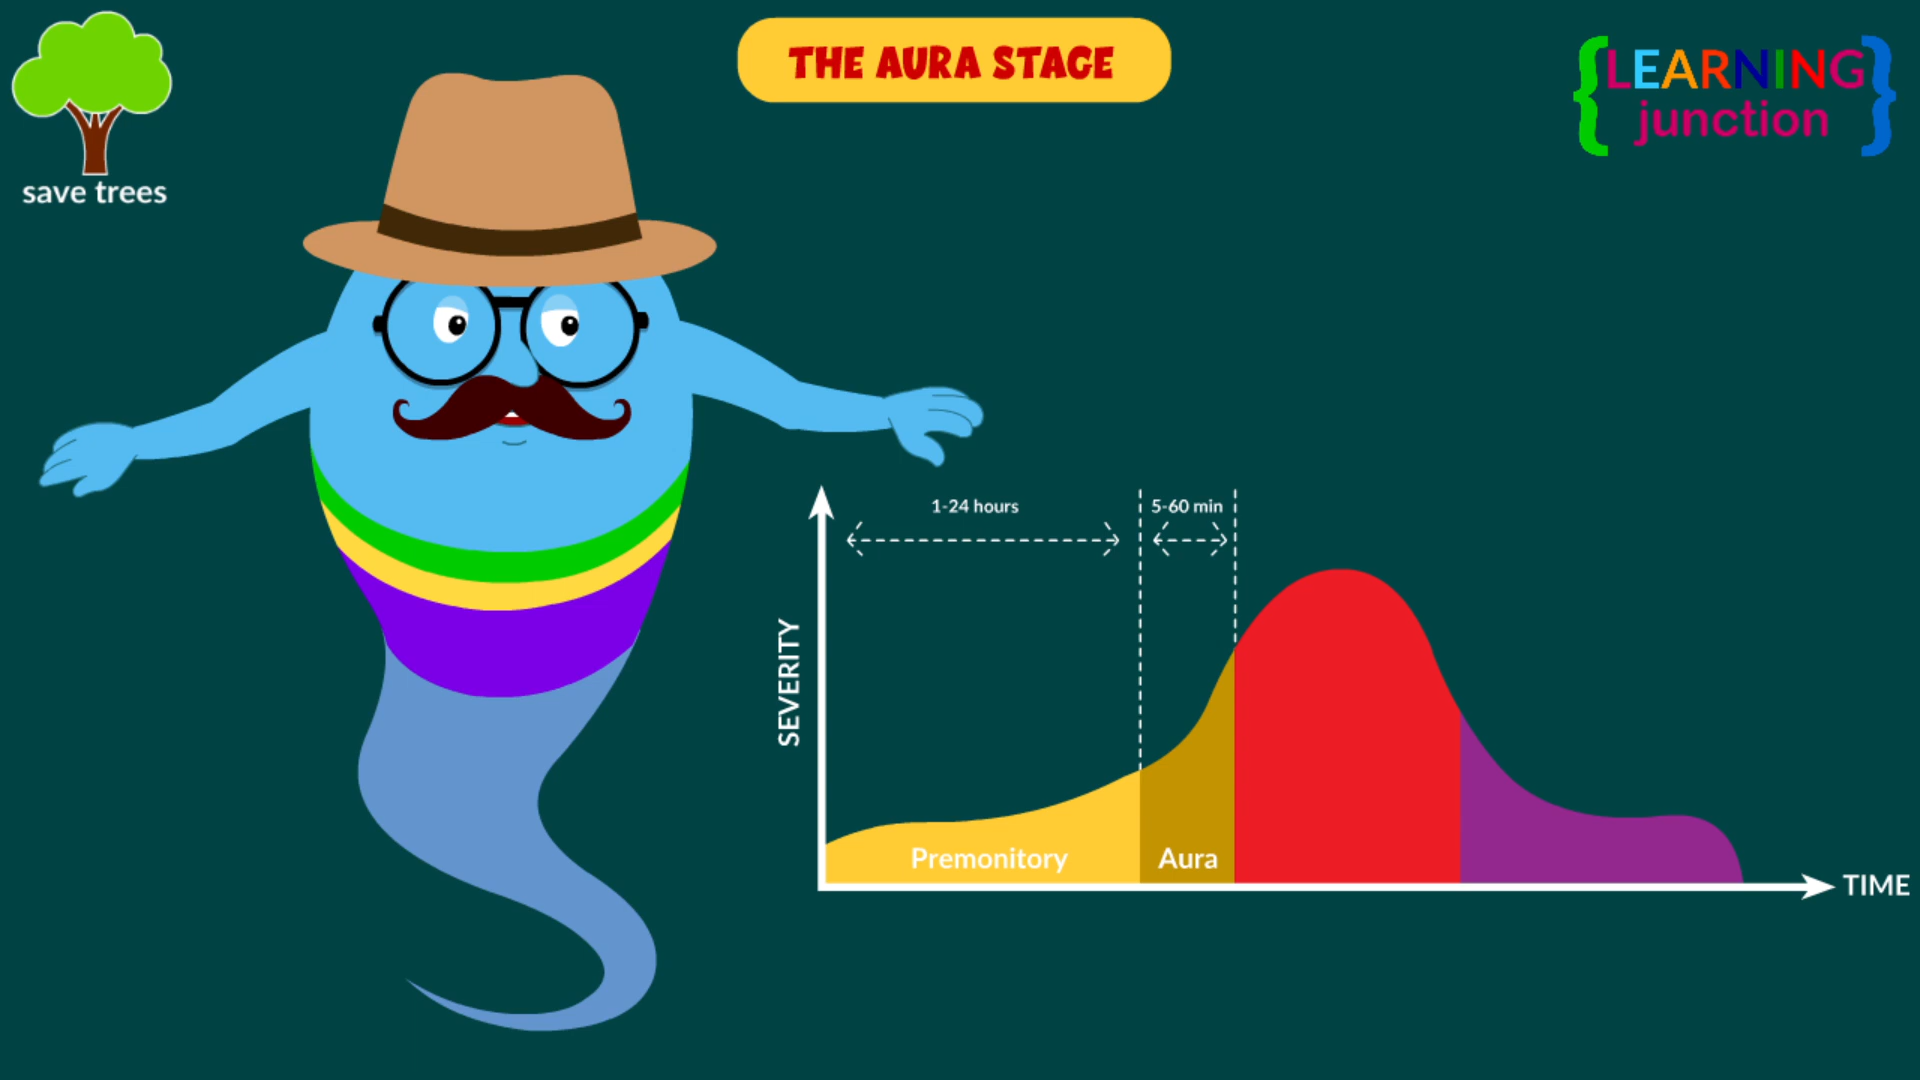 THE AURA STAGE
{LEARNING
junction}
save trees
1-24 hours
5-60 min
SEVERITY
Premonitory
Aura
TIME